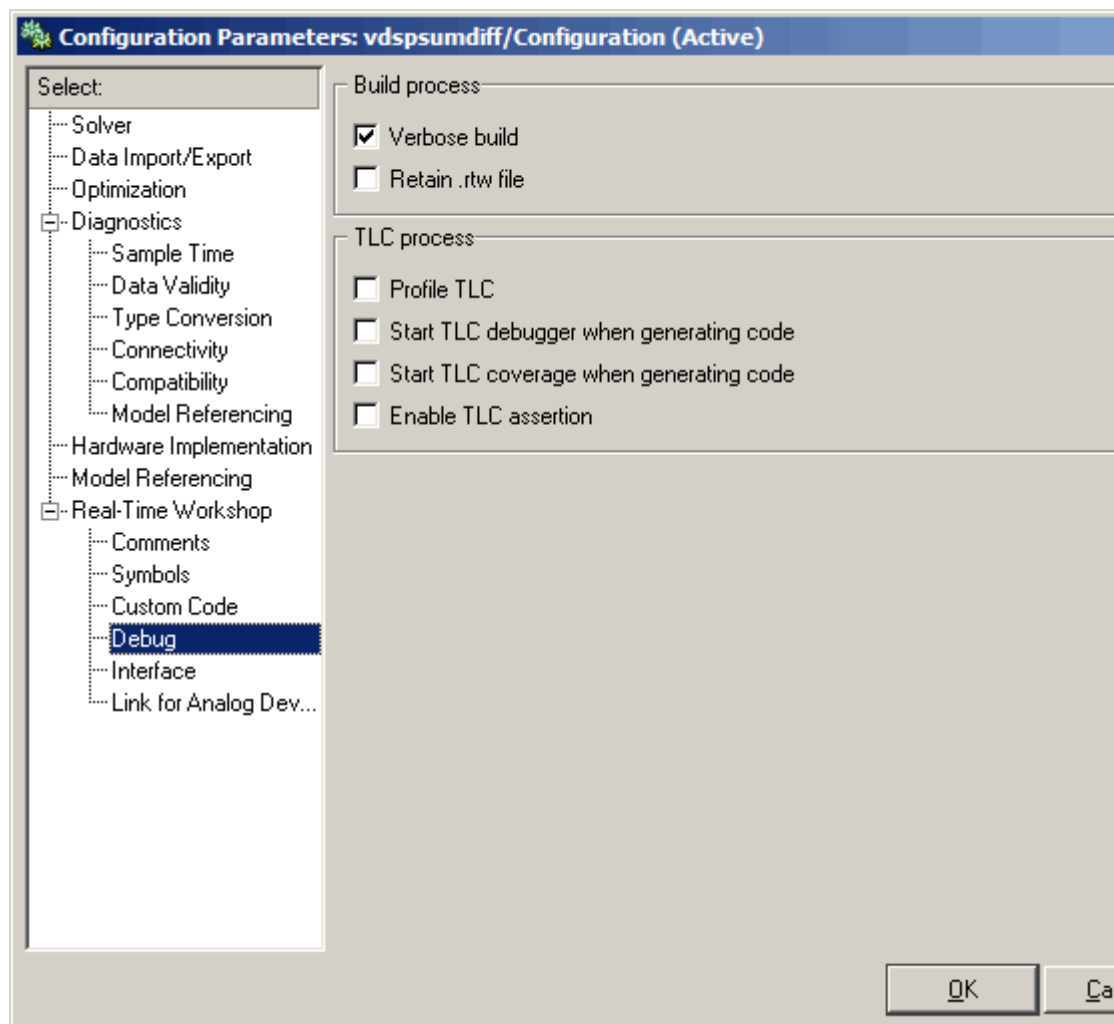 Configuration Parameters: vdspsumdiff/Configuration (Active)
Select:
Solver
Data Import/Export
Optimization
Diagnostics
Sample Time
Data Validity
Type Conversion
Connectivity
Compatibility
Model Referencing
Hardware Implementation
Model Referencing
Real-Time Workshop
Comments
Symbols
Custom Code
Debug
Interface
Link for Analog Dev...
Build process
Verbose build
Retain .rtw file
TLC process
Profile TLC
Start TLC debugger when generating code
Start TLC coverage when generating code
Enable TLC assertion
OK
Ca